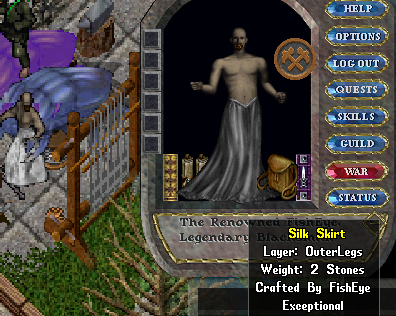 HELP
OPTIONS
LOG OUT
QUESTS
SKILLS
GUILD
WAR
STATUS
The Renowned FishEye,
Legendary
Silk Skirt
Layer: OuterLegs
Weight: 2 Stones
Crafted By FishEye
Exceptional